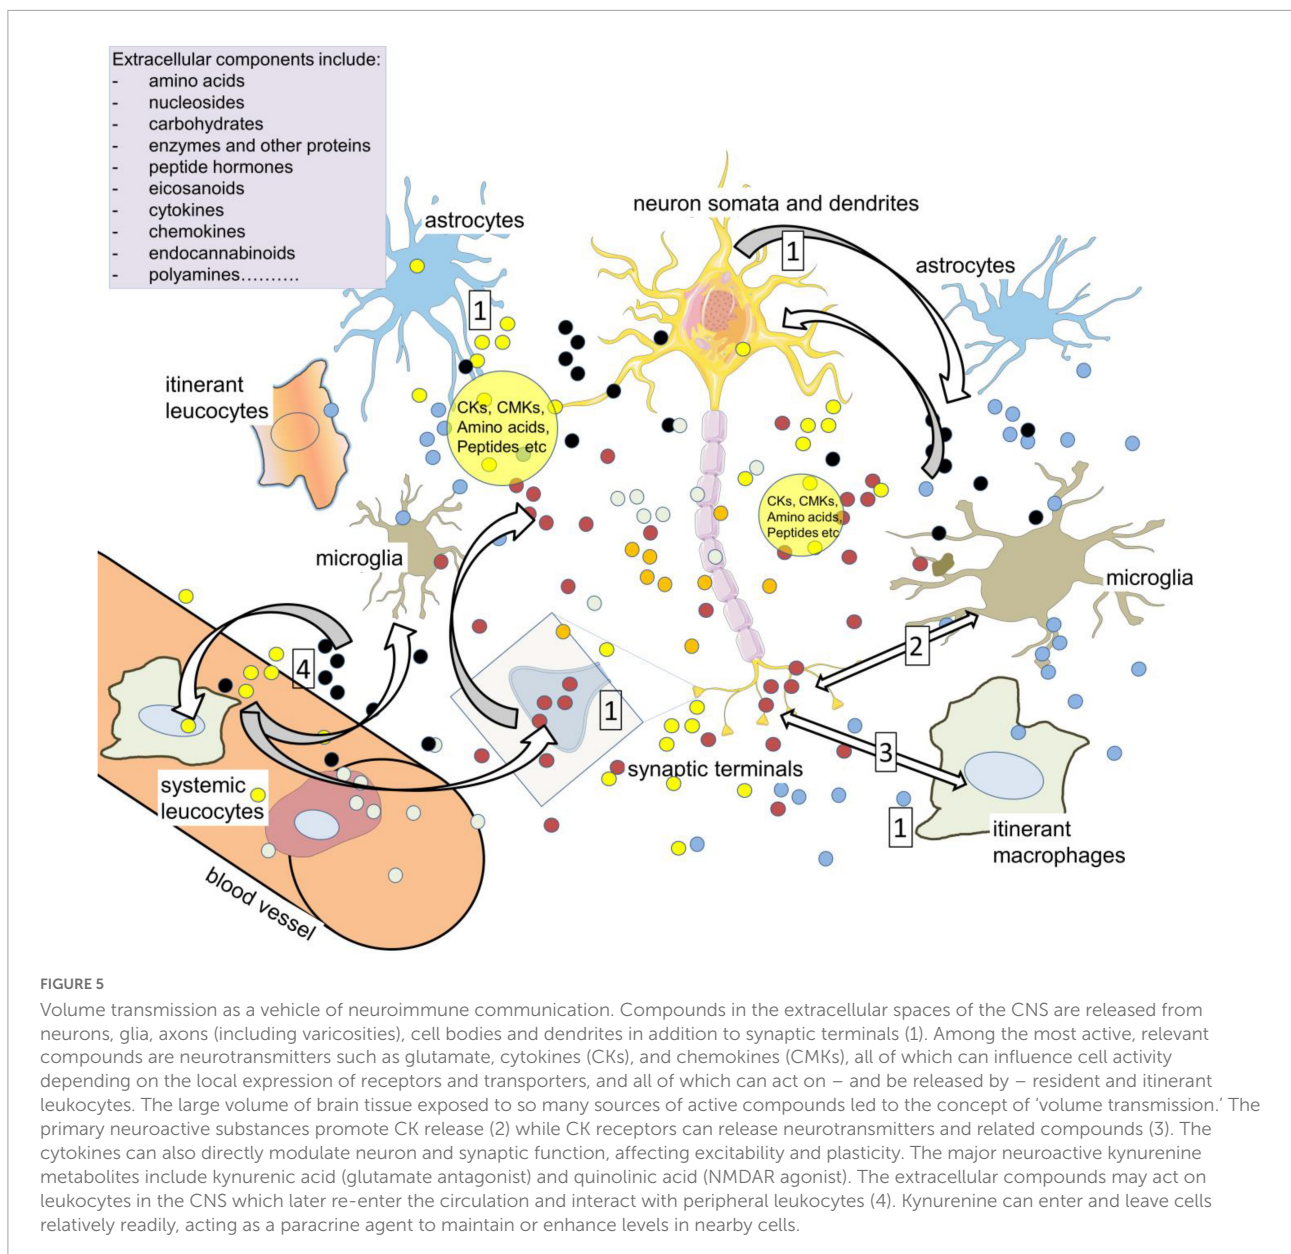 Extracellular components include:
- amino acids
- nucleosides
- carbohydrates
- enzymes and other proteins
- peptide hormones
- eicosanoids
- cytokines
- chemokines
- endocannabinoids
- polyamines……….
astrocytes
neuron somata and dendrites
1
astrocytes
1
itinerant
leucocytes
CKs, CMKs,
Amino acids,
Peptides etc
CKs, CMKs,
Amino acids,
Peptides etc
microglia
microglia
2
4
1
3
synaptic terminals
systemic
leucocytes
1
itinerant
macrophages
blood vessel
FIGURE 5
Volume transmission as a vehicle of neuroimmune communication. Compounds in the extracellular spaces of the CNS are released from
neurons, glia, axons (including varicosities), cell bodies and dendrites in addition to synaptic terminals (1). Among the most active, relevant
compounds are neurotransmitters such as glutamate, cytokines (CKs), and chemokines (CMKs), all of which can influence cell activity
depending on the local expression of receptors and transporters, and all of which can act on – and be released by – resident and itinerant
leukocytes. The large volume of brain tissue exposed to so many sources of active compounds led to the concept of ‘volume transmission.’ The
primary neuroactive substances promote CK release (2) while CK receptors can release neurotransmitters and related compounds (3). The
cytokines can also directly modulate neuron and synaptic function, affecting excitability and plasticity. The major neuroactive kynurenine
metabolites include kynurenic acid (glutamate antagonist) and quinolinic acid (NMDAR agonist). The extracellular compounds may act on
leukocytes in the CNS which later re-enter the circulation and interact with peripheral leukocytes (4). Kynurenine can enter and leave cells
relatively readily, acting as a paracrine agent to maintain or enhance levels in nearby cells.